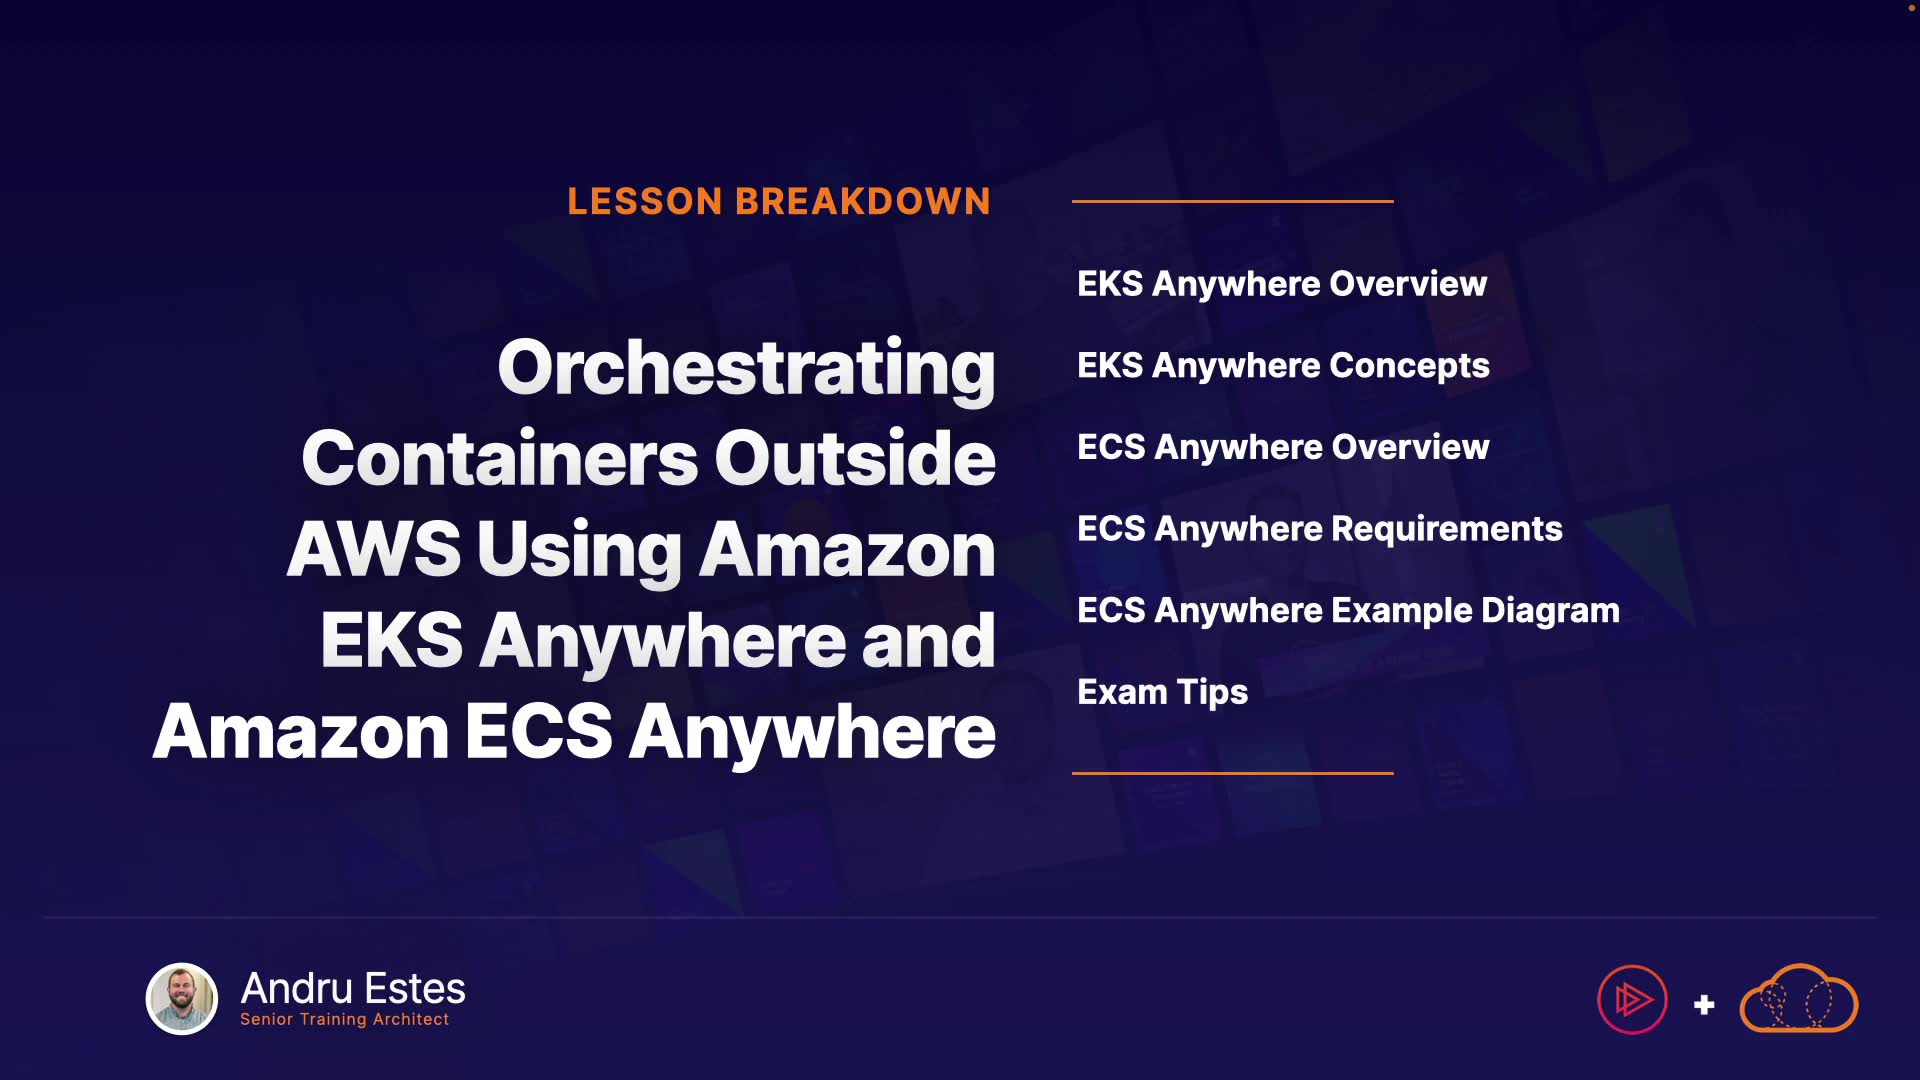 LESSON BREAKDOWN
Orchestrating
Containers Outside
AWS Using Amazon
EKS Anywhere and
Amazon ECS Anywhere
EKS Anywhere Overview
EKS Anywhere Concepts
ECS Anywhere Overview
ECS Anywhere Requirements
ECS Anywhere Example Diagram
Exam Tips
Andru Estes
Senior Training Architect